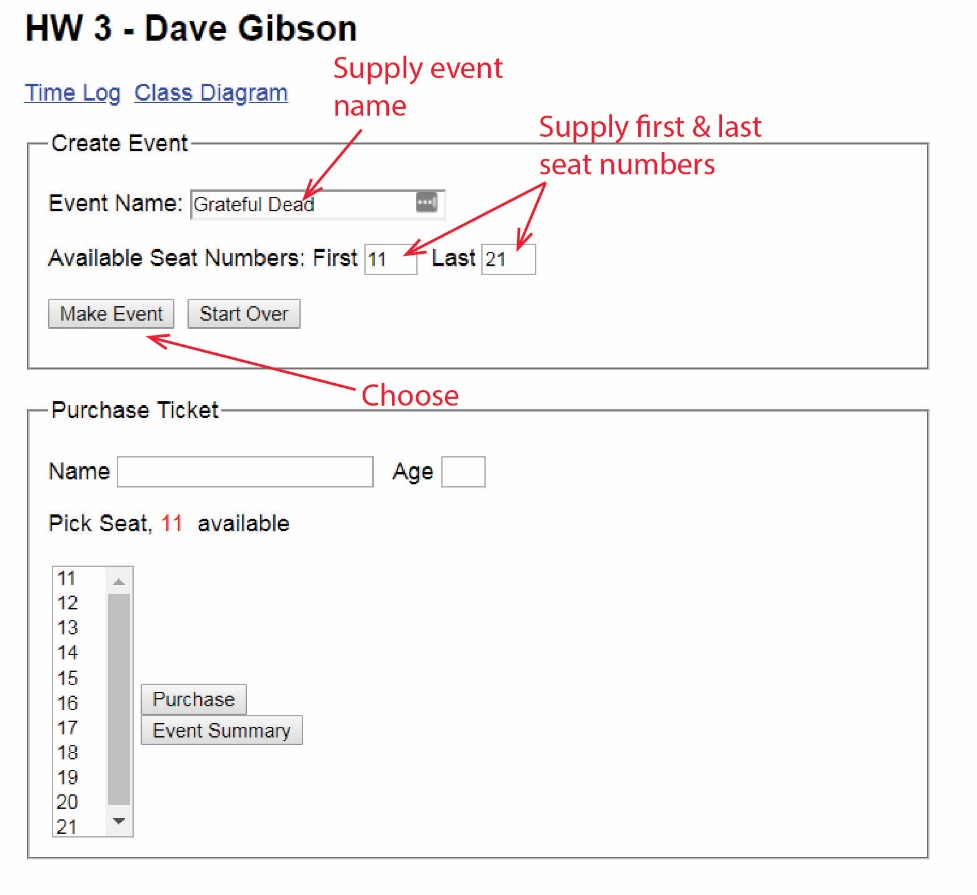 HW 3 - Dave Gibson
Supply event
name
Time Log Class Diagram
Supply first & last
seat numbers
Create Event
Event Name: Grateful Dead
Available Seat Numbers: First 11 Last 21
Make Event Start Over
Choose
Purchase Ticket
Name Age
Pick Seat, 11 available
11
12
13
14
15
16
17
18
19
20
21
Purchase
Event Summary